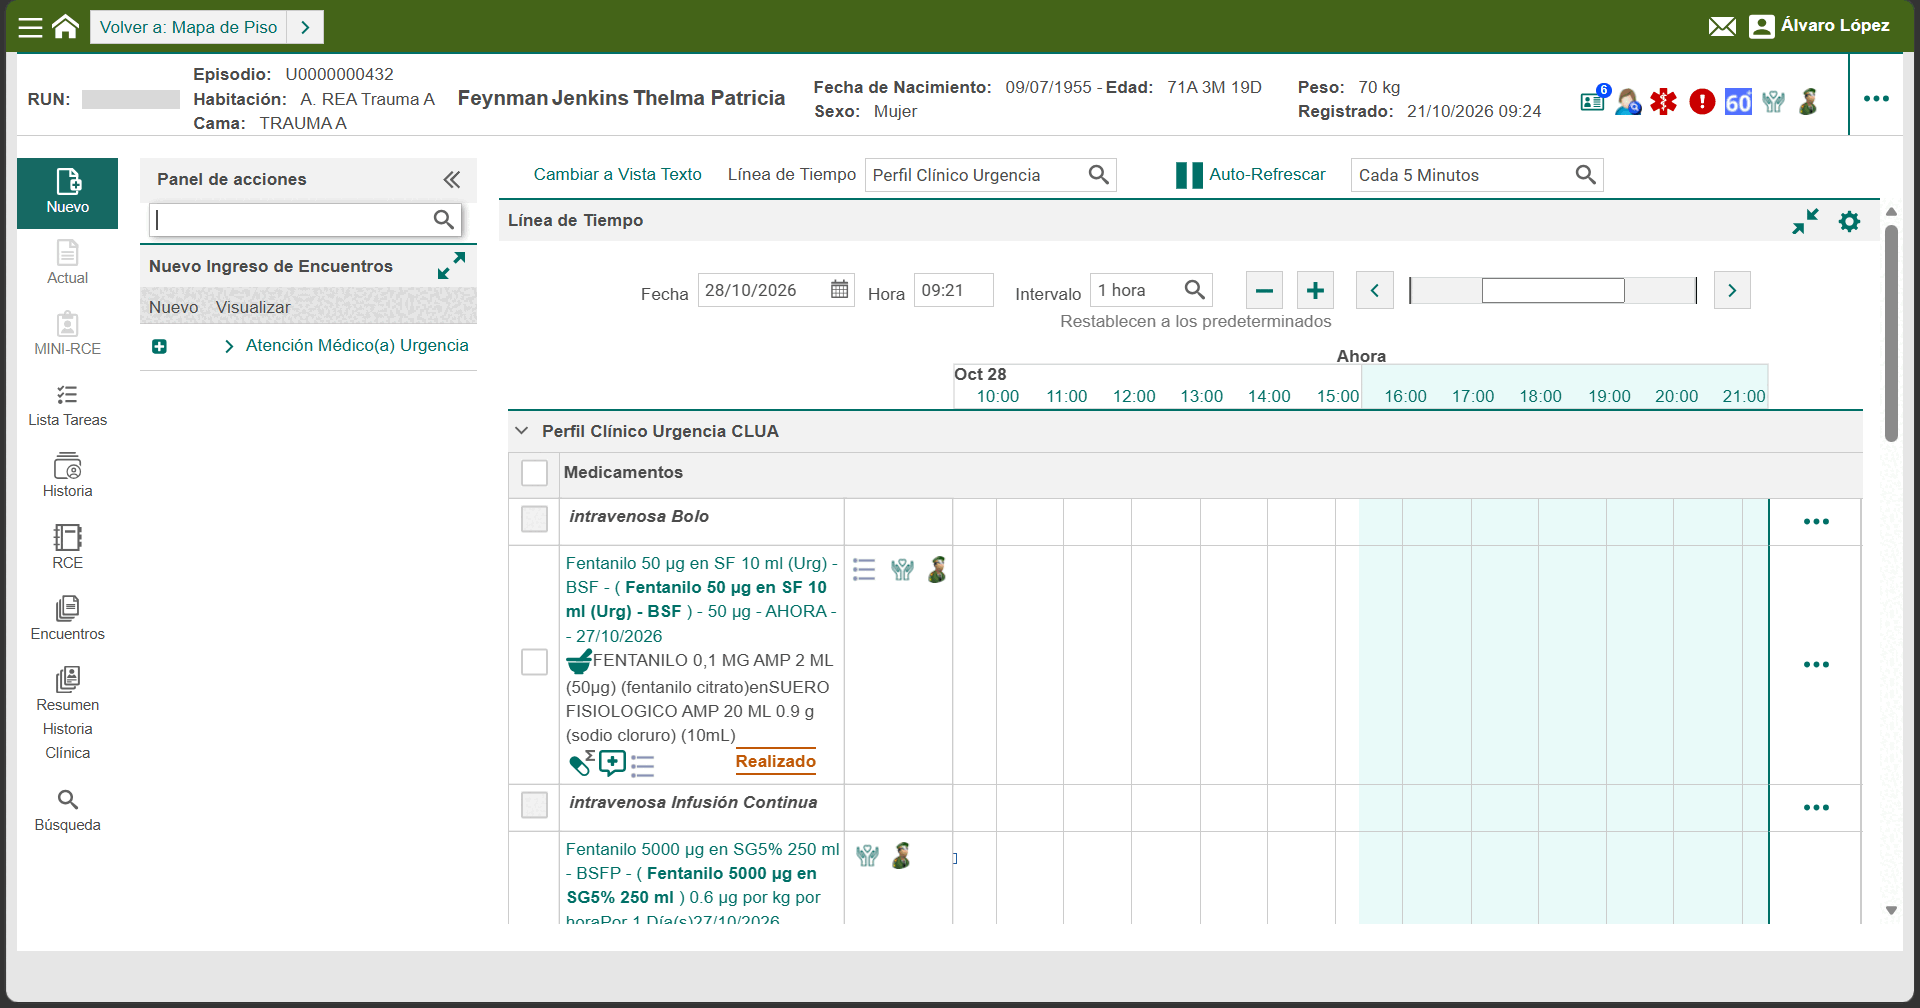 Volver a: Mapa de Piso
Álvaro López
RUN:
Episodio: U0000000432
Habitación: A. REA Trauma A
Cama: TRAUMA A
Feynman Jenkins Thelma Patricia
Fecha de Nacimiento: 09/07/1955 - Edad: 71A 3M 19D
Sexo: Mujer
Peso: 70 kg
Registrado: 21/10/2026 09:24
6
60
Nuevo
Actual
MINI-RCE
Lista Tareas
Historia
RCE
Encuentros
Resumen
Historia
Clínica
Búsqueda
Panel de acciones
Nuevo Ingreso de Encuentros
Nuevo Visualizar
Atención Médico(a) Urgencia
Cambiar a Vista Texto
Línea de Tiempo
Perfil Clínico Urgencia
Auto-Refrescar
Cada 5 Minutos
Línea de Tiempo
Fecha 28/10/2026 Hora 09:21 Intervalo 1 hora
Restablecen a los predeterminados
Ahora
Oct 28
10:00 11:00 12:00 13:00 14:00 15:00 16:00 17:00 18:00 19:00 20:00 21:00
Perfil Clínico Urgencia CLUA
Medicamentos
intravenosa Bolo
Fentanilo 50 µg en SF 10 ml (Urg) -
BSF - ( Fentanilo 50 µg en SF 10
ml (Urg) - BSF ) - 50 µg - AHORA -
- 27/10/2026
FENTANILO 0,1 MG AMP 2 ML
(50µg) (fentanilo citrato)enSUERO
FISIOLOGICO AMP 20 ML 0.9 g
(sodio cloruro) (10mL)
Σ
Realizado
intravenosa Infusión Continua
Fentanilo 5000 µg en SG5% 250 ml
- BSFP - ( Fentanilo 5000 µg en
SG5% 250 ml ) 0.6 µg por kg por
horaPor 1 Día(s)27/10/2026